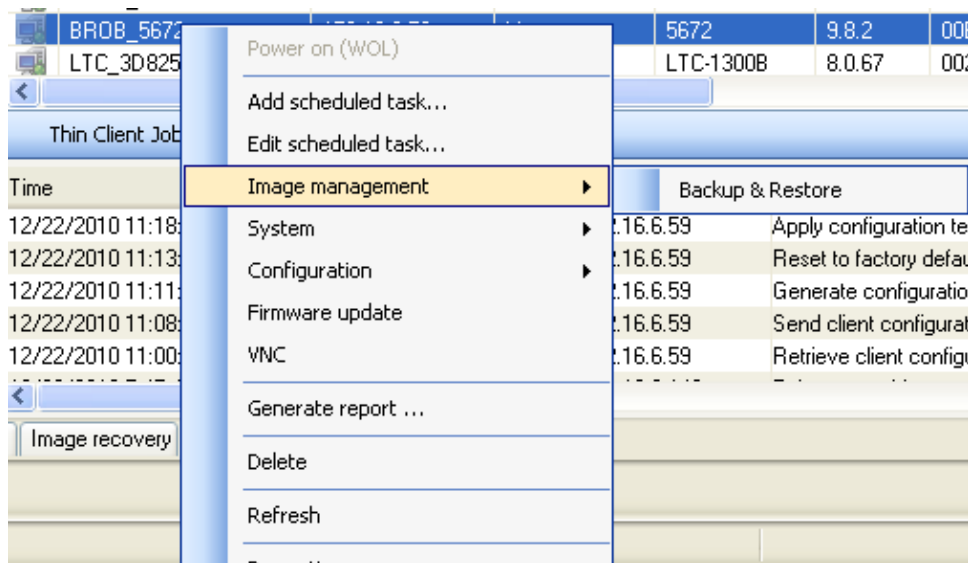 BROB_5672 5672 9.8.2
LTC_3D825 LTC-1300B 8.0.67
Power on (WOL)
Add scheduled task...
Edit scheduled task...
Image management
System
Configuration
Firmware update
VNC
Generate report ...
Delete
Refresh
Backup & Restore
Thin Client Job
Time
12/22/2010 11:18: .16.6.59 Apply configuration te
12/22/2010 11:13: .16.6.59 Reset to factory defau
12/22/2010 11:11: .16.6.59 Generate configuratio
12/22/2010 11:08: .16.6.59 Send client configurat
12/22/2010 11:00: .16.6.59 Retrieve client configu
Image recovery